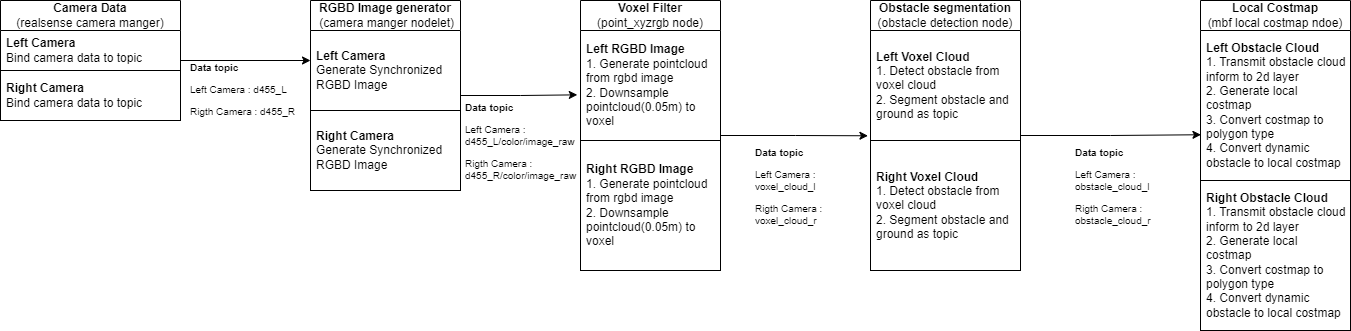 Camera Data
(realsense camera manger)
Left Camera
Bind camera data to topic
Right Camera
Bind camera data to topic
Data topic
Left Camera : d455_L
Rigth Camera : d455_R
RGBD Image generator
(camera manger nodelet)
Left Camera
Generate Synchronized
RGBD Image
Right Camera
Generate Synchronized
RGBD Image
Data topic
Left Camera :
d455_L/color/image_raw
Rigth Camera :
d455_R/color/image_raw
Voxel Filter
(point_xyzrgb node)
Left RGBD Image
1. Generate pointcloud
from rgbd image
2. Downsample
pointcloud(0.05m) to
voxel
Right RGBD Image
1. Generate pointcloud
from rgbd image
2. Downsample
pointcloud(0.05m) to
voxel
Data topic
Left Camera :
voxel_cloud_l
Rigth Camera :
voxel_cloud_r
Obstacle segmentation
(obstacle detection node)
Left Voxel Cloud
1. Detect obstacle from
voxel cloud
2. Segment obstacle and
ground as topic
Right Voxel Cloud
1. Detect obstacle from
voxel cloud
2. Segment obstacle and
ground as topic
Data topic
Left Camera :
obstacle_cloud_l
Rigth Camera :
obstacle_cloud_r
Local Costmap
(mbf local costmap ndoe)
Left Obstacle Cloud
1. Transmit obstacle cloud
inform to 2d layer
2. Generate local
costmap
3. Convert costmap to
polygon type
4. Convert dynamic
obstacle to local costmap
Right Obstacle Cloud
1. Transmit obstacle cloud
inform to 2d layer
2. Generate local
costmap
3. Convert costmap to
polygon type
4. Convert dynamic
obstacle to local costmap